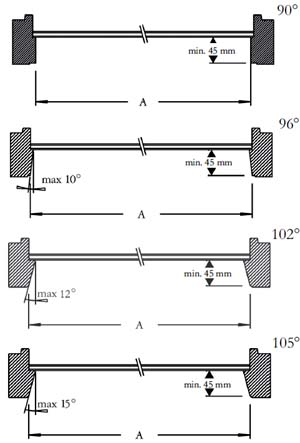 90°
min. 45 mm
A
96°
min. 45 mm
max 10°
A
102°
min. 45 mm
max 12°
A
105°
min. 45 mm
max 15°
A